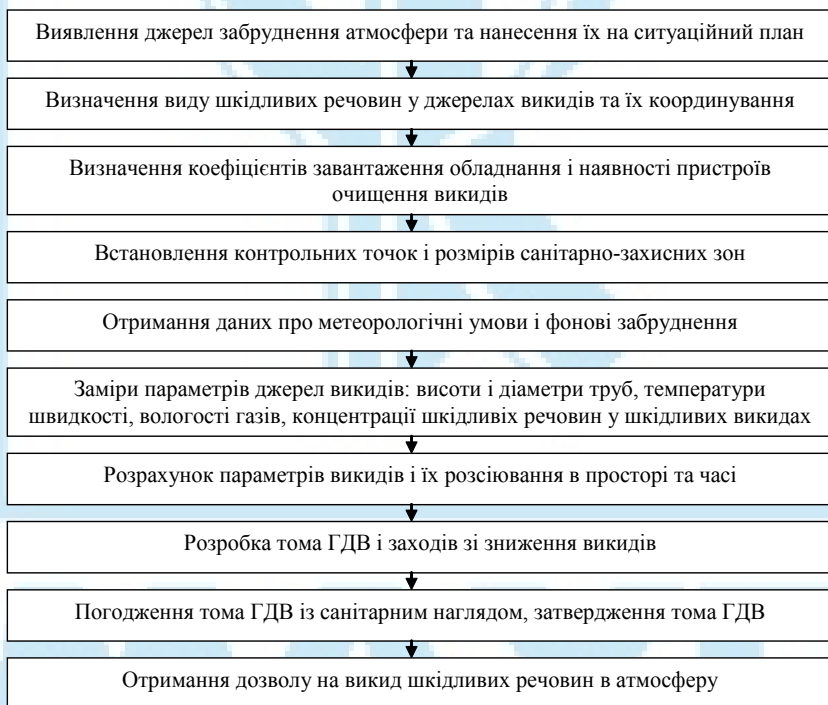 Виявлення джерел забруднення атмосфери та нанесення їх на ситуаційний план
Визначення виду шкідливих речовин у джерелах викидів та їх координування
Визначення коефіцієнтів завантаження обладнання і наявності пристроїв
очищення викидів
Встановлення контрольних точок і розмірів санітарно-захисних зон
Отримання даних про метеорологічні умови і фонові забруднення
Заміри параметрів джерел викидів: висоти і діаметри труб, температури
швидкості, вологості газів, концентрації шкідливіх речовин у шкідливих викидах
Розрахунок параметрів викидів і їх розсіювання в просторі та часі
Розробка тома ГДВ і заходів зі зниження викидів
Погодження тома ГДВ із санітарним наглядом, затвердження тома ГДВ
Отримання дозволу на викид шкідливих речовин в атмосферу